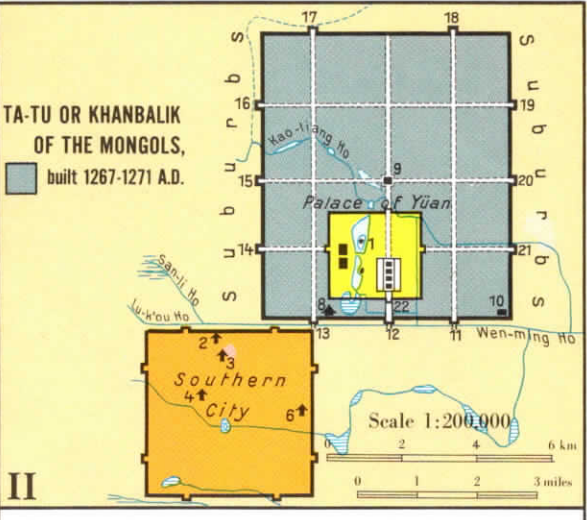 17 18
Suburbs
Suburbs
16 19
TA-TU OR KHANBALIK
OF THE MONGOLS,
built 1267-1271 A.D.
Kao-liang Ho
15 9 20
Palace of Yüan
14 1 21
San-li Ho
Lu-k'ou Ho
8 22 10
13 12 11
Wen-ming Ho
2
3
Southern
4
City
6
Scale 1:200,000
0 2 4 6 km
0 1 2 3 miles
II